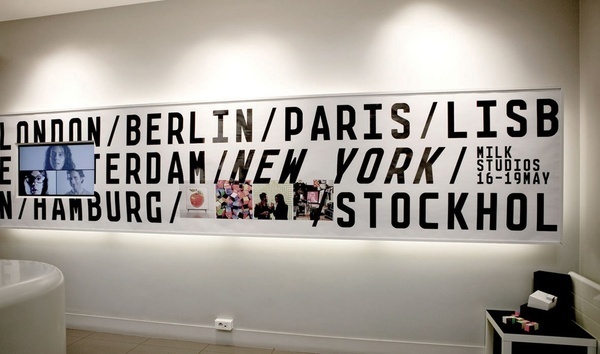 LONDON/BERLIN/PARIS/LISB
TERDAM/NEW YORK/
MILK
STUDIOS
16-19MAY
N/HAMBURG/
/STOCKHOL